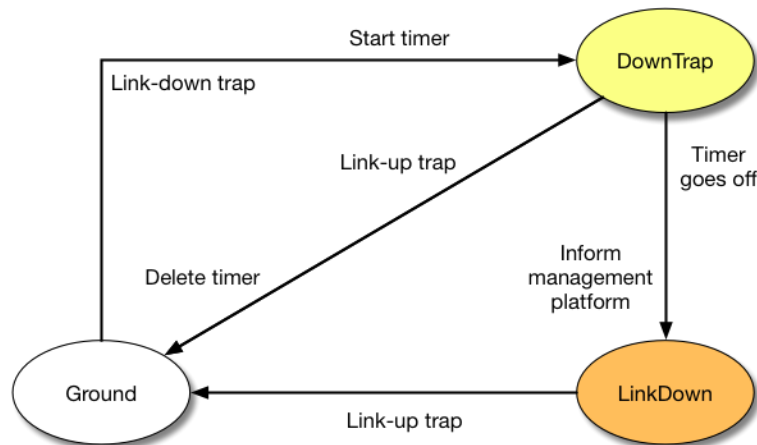 Start timer
DownTrap
Link-down trap
Link-up trap
Timer
goes off
Inform
management
platform
Delete timer
Ground
LinkDown
Link-up trap